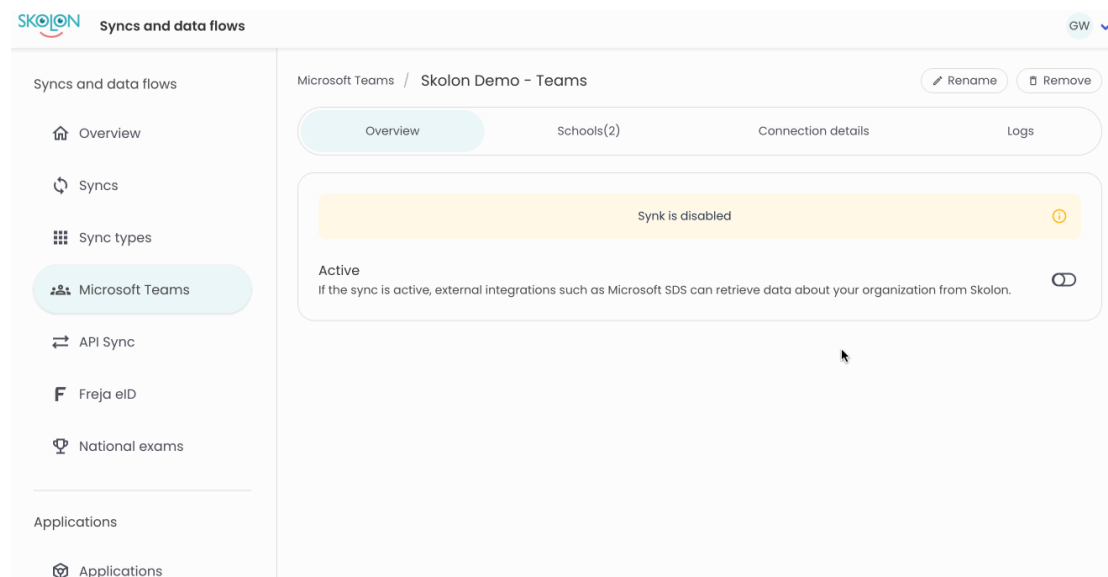 SKOLON
Syncs and data flows
GW
Syncs and data flows
Overview
Syncs
Sync types
Microsoft Teams
API Sync
Freja eID
National exams
Applications
Applications
Microsoft Teams / Skolon Demo - Teams
Rename
Remove
Overview
Schools(2)
Connection details
Logs
Synk is disabled
Active
If the sync is active, external integrations such as Microsoft SDS can retrieve data about your organization from Skolon.